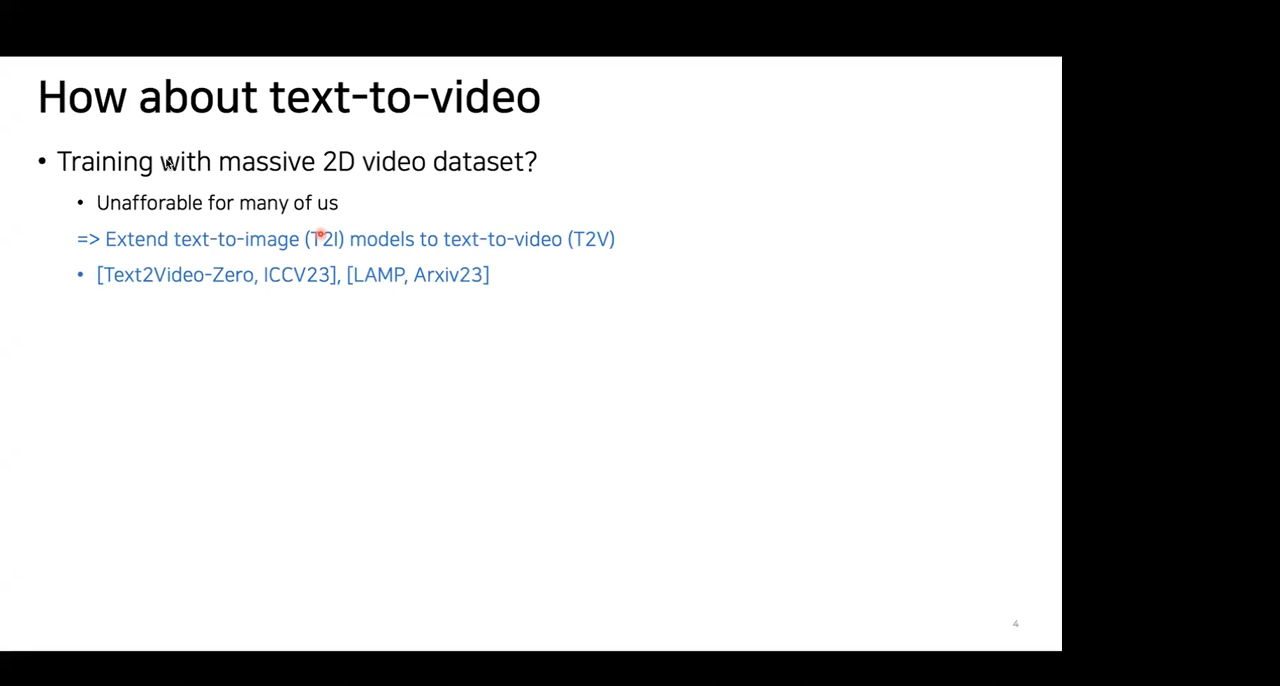 How about text-to-video
• Training with massive 2D video dataset?
• Unafforable for many of us
=> Extend text-to-image (T2I) models to text-to-video (T2V)
• [Text2Video-Zero, ICCV23], [LAMP, Arxiv23]
4